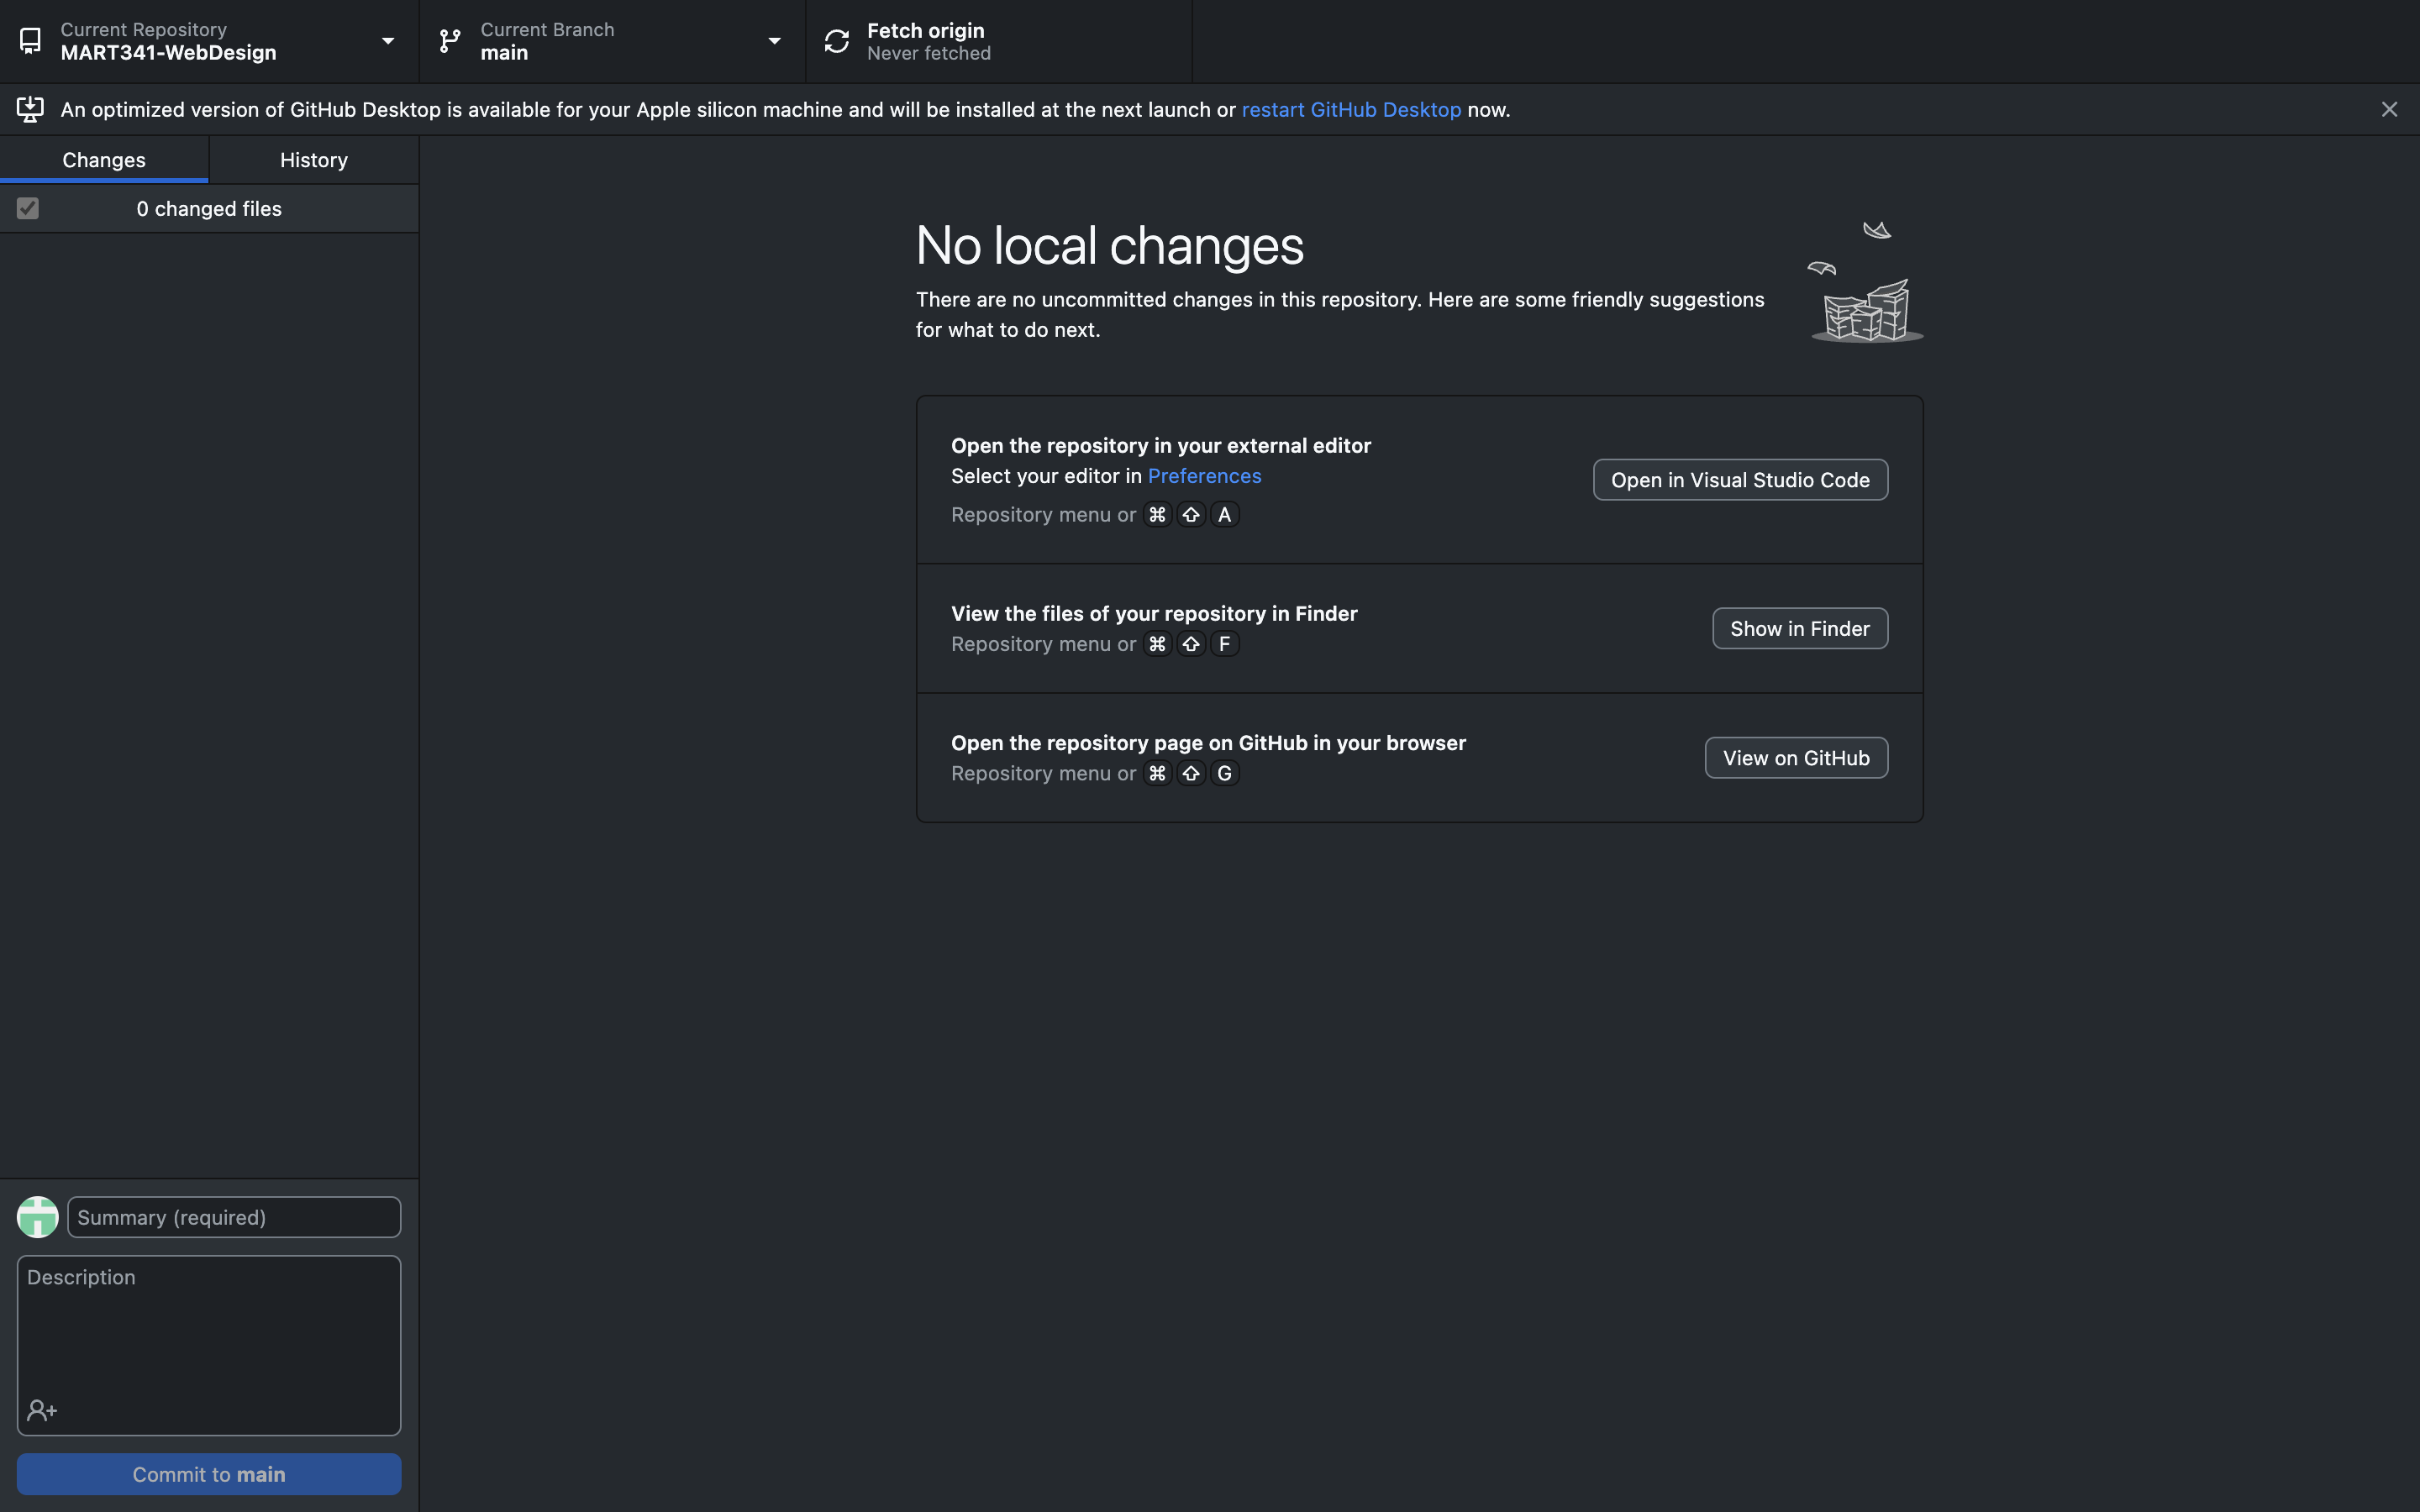 Current Repository
MART341-WebDesign
Current Branch
main
Fetch origin
Never fetched
An optimized version of GitHub Desktop is available for your Apple silicon machine and will be installed at the next launch or restart GitHub Desktop now.
Changes
History
0 changed files
No local changes
There are no uncommitted changes in this repository. Here are some friendly suggestions
for what to do next.
Open the repository in your external editor
Select your editor in Preferences
Repository menu or ⌘ ⇧ A
Open in Visual Studio Code
View the files of your repository in Finder
Repository menu or ⌘ ⇧ F
Show in Finder
Open the repository page on GitHub in your browser
Repository menu or ⌘ ⇧ G
View on GitHub
Summary (required)
Description
Commit to main